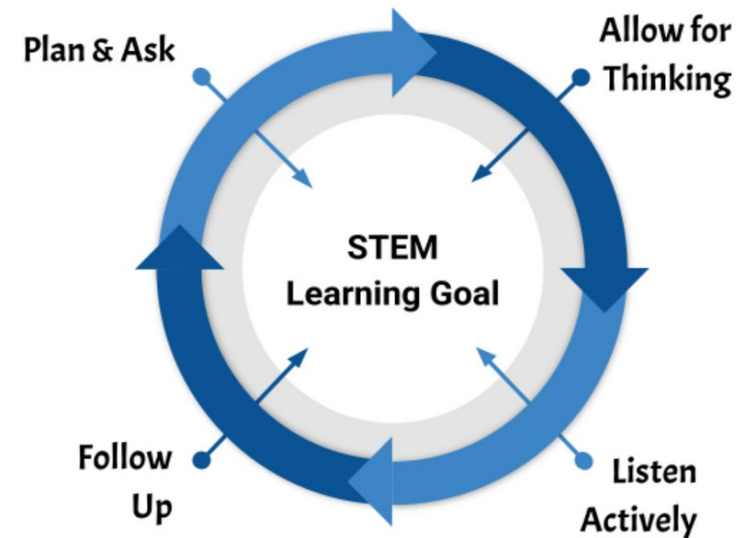 Plan & Ask
Allow for
Thinking
STEM
Learning Goal
Follow
Up
Listen
Actively